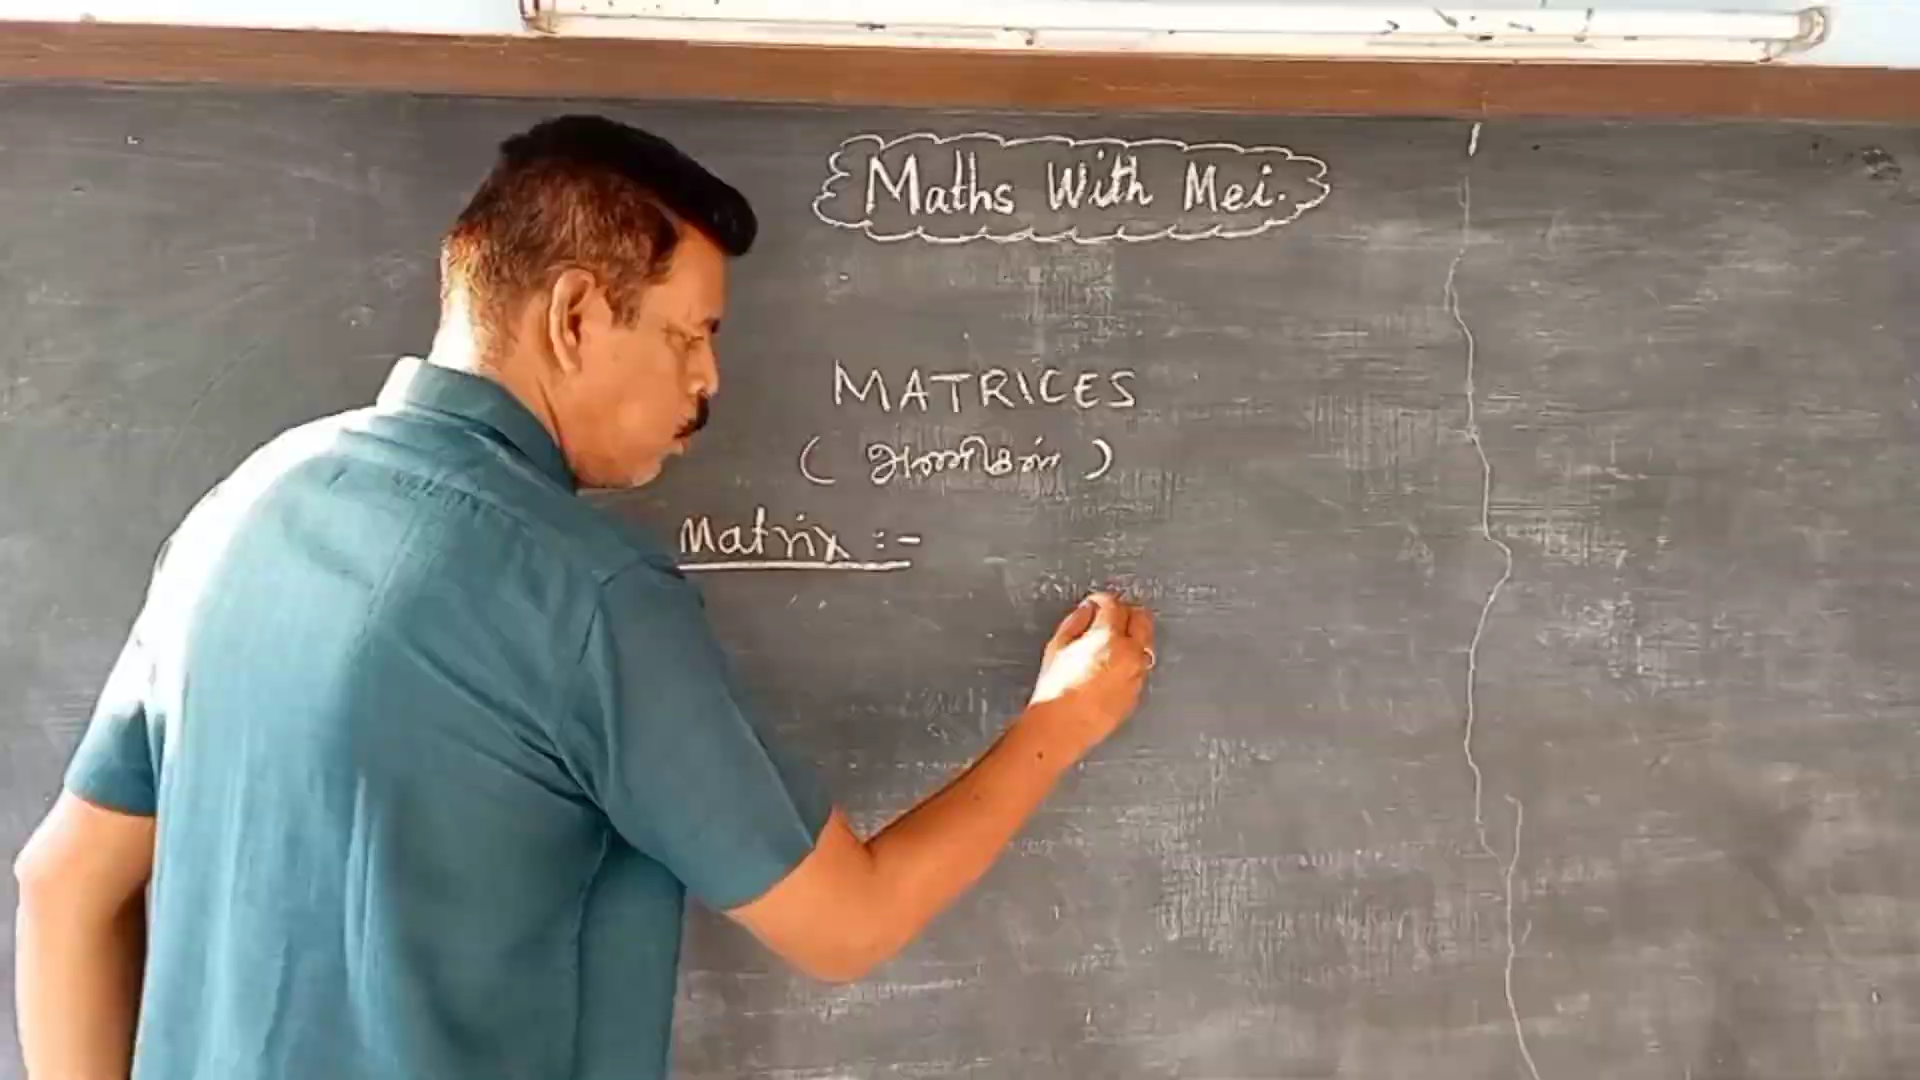 Maths With Mei.
MATRICES
( அணிகள் )
Matrix :-